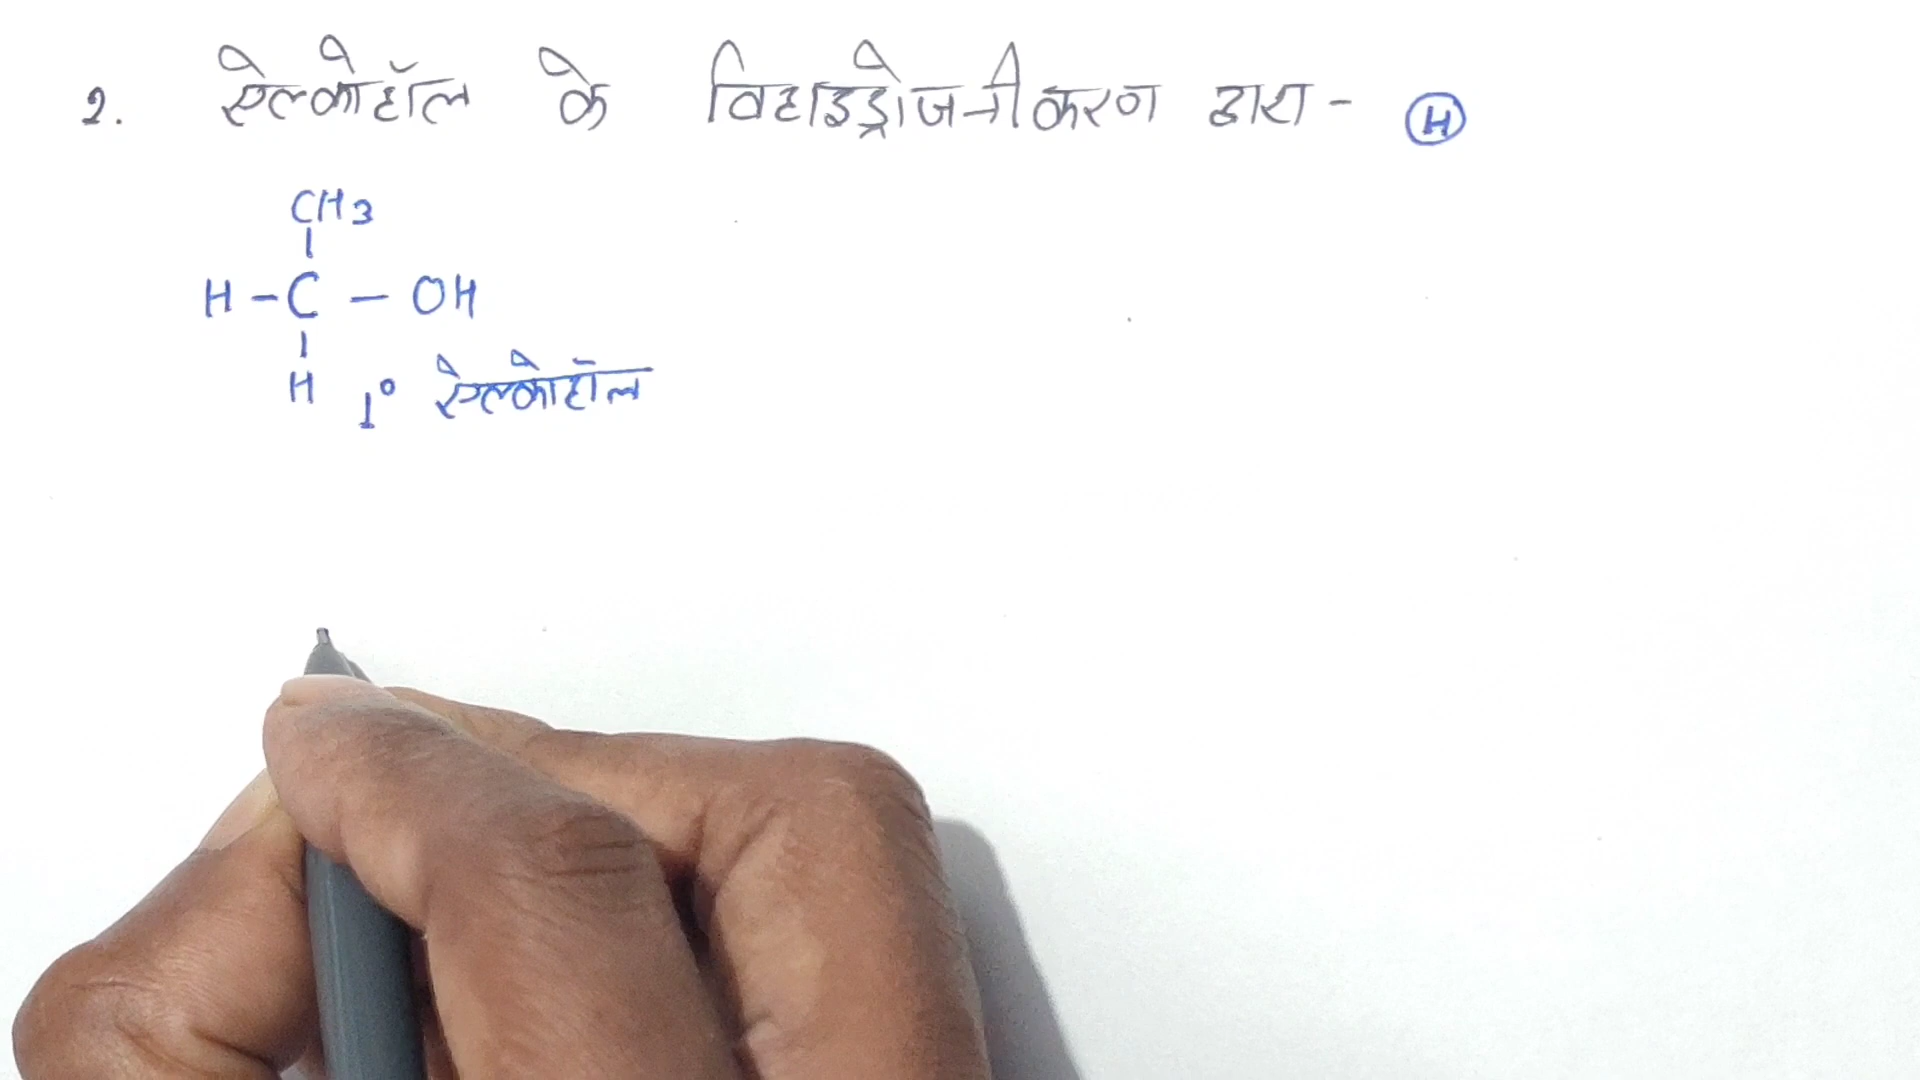 2. ऐल्कोहॉल के विहाइड्रोजनीकरण द्वारा - H
CH3
H - C - OH
H 1° ऐल्कोहॉल